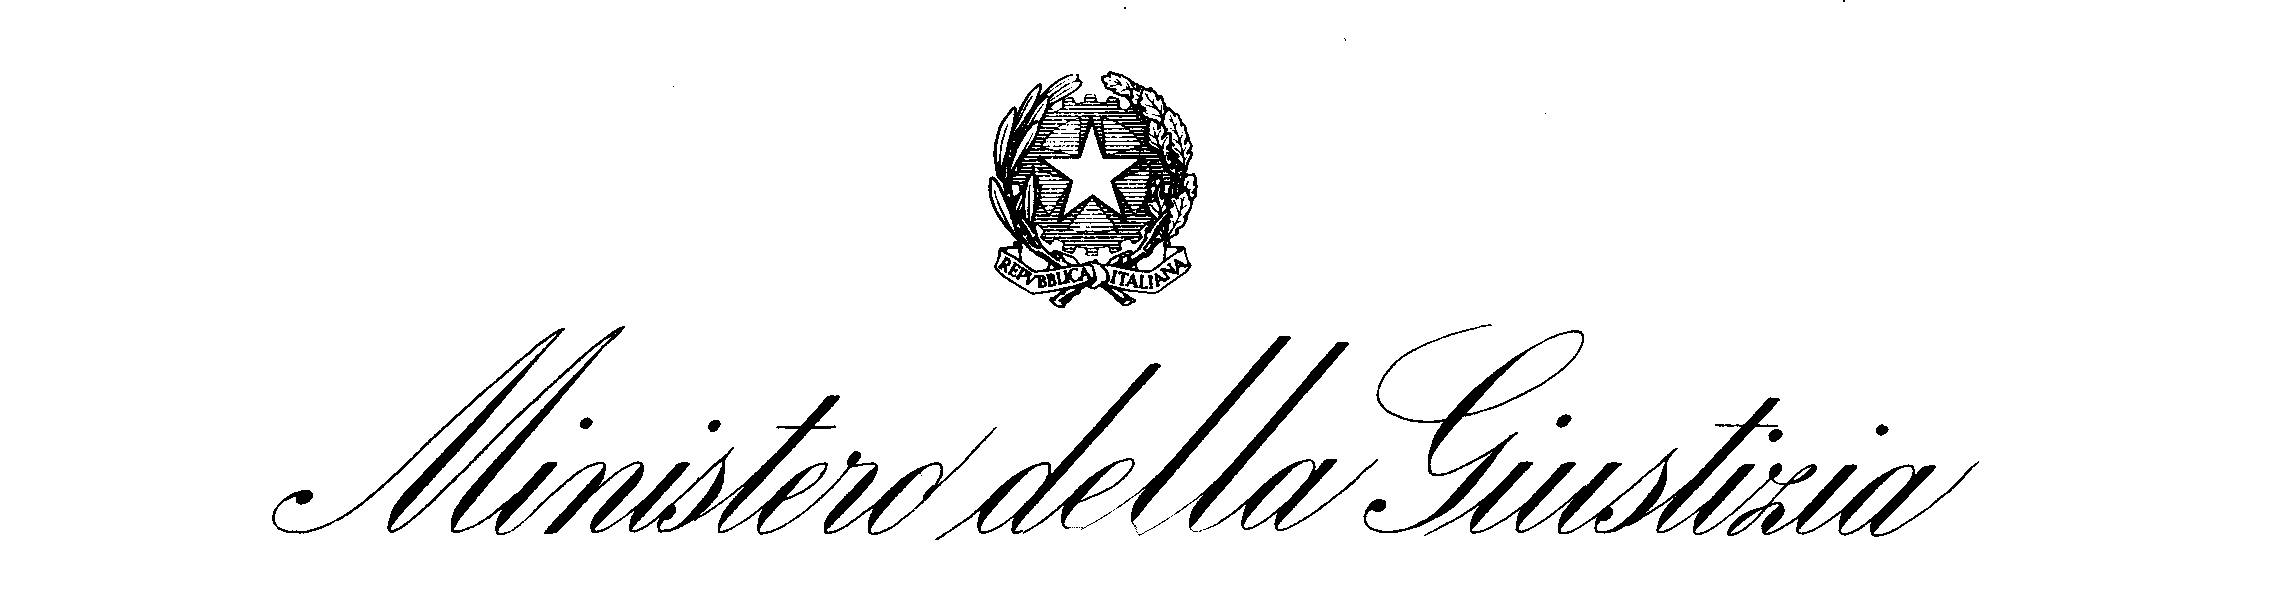 REPVBBLICA ITALIANA
Ministero della Giustizia